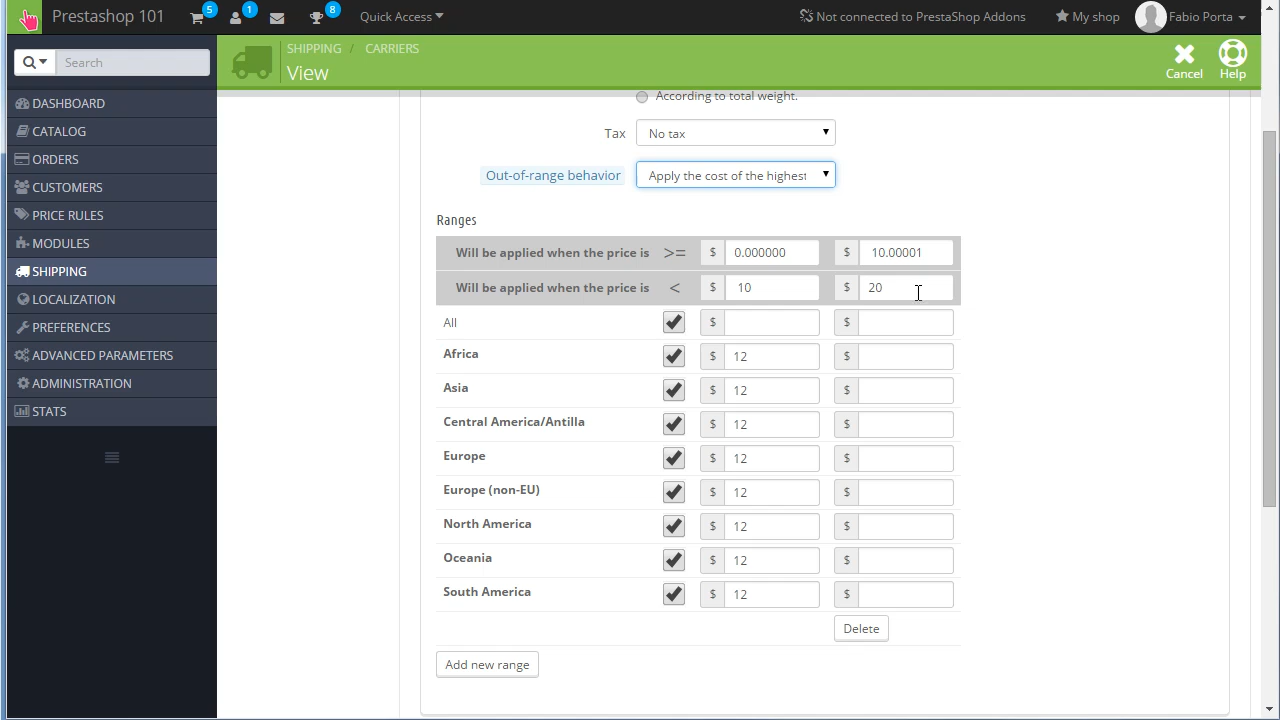 Prestashop 101 5 1 8 Quick Access Not connected to PrestaShop Addons My shop Fabio Porta
Search
SHIPPING / CARRIERS
View
Cancel Help
DASHBOARD
CATALOG
ORDERS
CUSTOMERS
PRICE RULES
MODULES
SHIPPING
LOCALIZATION
PREFERENCES
ADVANCED PARAMETERS
ADMINISTRATION
STATS
According to total weight.
Tax No tax
Out-of-range behavior Apply the cost of the highest
Ranges
Will be applied when the price is >= $ 0.000000 $ 10.00001
Will be applied when the price is < $ 10 $ 20
All $ $
Africa $ 12 $
Asia $ 12 $
Central America/Antilla $ 12 $
Europe $ 12 $
Europe (non-EU) $ 12 $
North America $ 12 $
Oceania $ 12 $
South America $ 12 $
Delete
Add new range